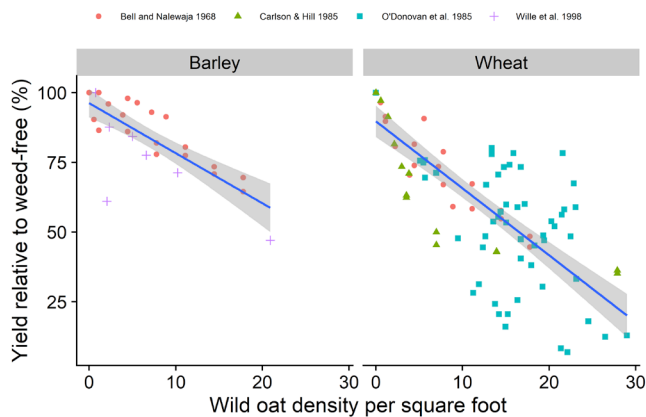 Bell and Nalewaja 1968 Carlson & Hill 1985 O'Donovan et al. 1985 Wille et al. 1998
Barley Wheat
Yield relative to weed-free (%)
100
75
50
25
0 10 20 30 0 10 20 30
Wild oat density per square foot